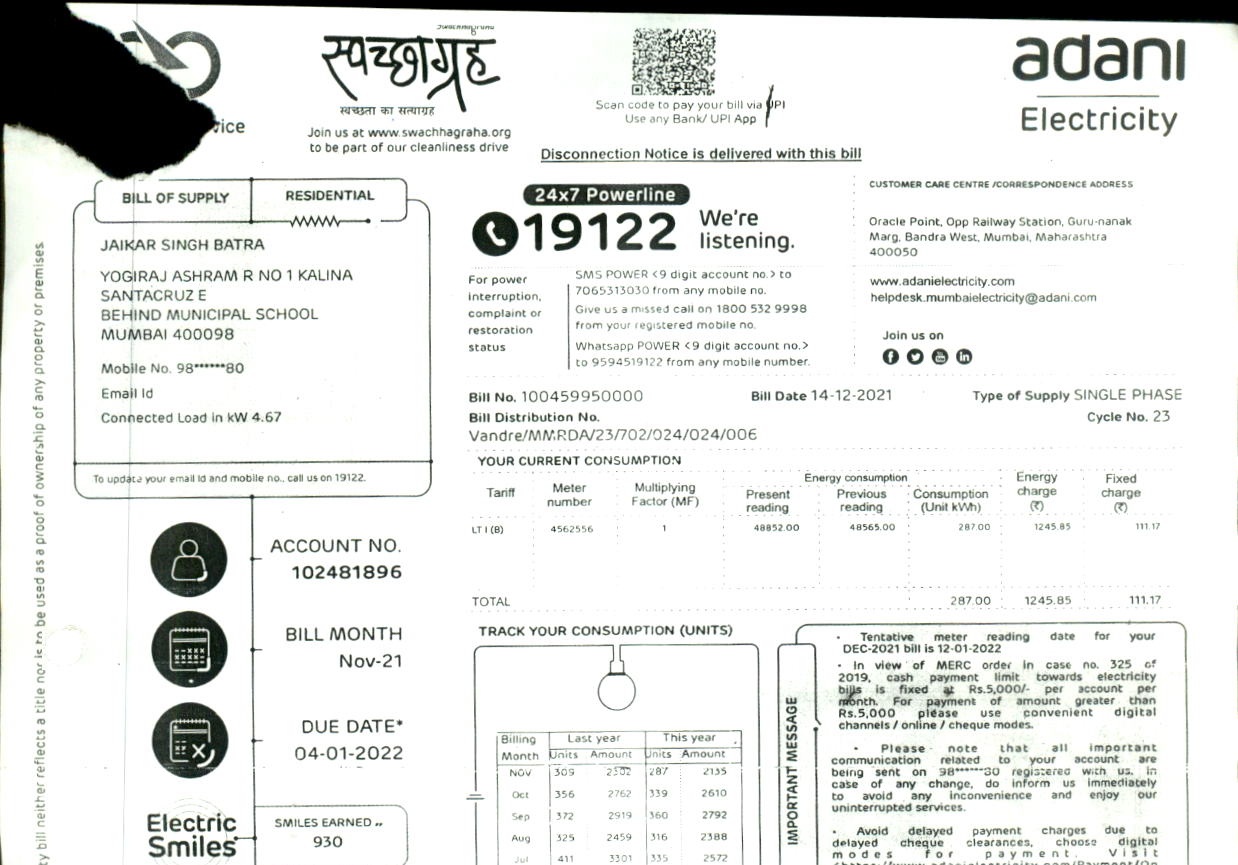 Swachhagraha
स्वच्छाग्रह
स्वच्छता का सत्याग्रह
Join us at www.swachhagraha.org
to be part of our cleanliness drive
Scan code to pay your bill via UPI
Use any Bank/ UPI App
adani
Electricity
Disconnection Notice is delivered with this bill
BILL OF SUPPLY
RESIDENTIAL
JAIKAR SINGH BATRA
YOGIRAJ ASHRAM R NO 1 KALINA
SANTACRUZ E
BEHIND MUNICIPAL SCHOOL
MUMBAI 400098
Mobile No. 98******80
Email Id
Connected Load in kW 4.67
To update your email Id and mobile no., call us on 19122.
24x7 Powerline
19122 We're
listening.
For power
interruption,
complaint or
restoration
status
SMS POWER <9 digit account no.> to
7065313030 from any mobile no.
Give us a missed call on 1800 532 9998
from your registered mobile no.
Whatsapp POWER <9 digit account no.>
to 9594519122 from any mobile number.
CUSTOMER CARE CENTRE /CORRESPONDENCE ADDRESS
Oracle Point, Opp Railway Station, Guru-nanak
Marg, Bandra West, Mumbai, Maharashtra
400050
www.adanielectricity.com
helpdesk.mumbaielectricity@adani.com
Join us on
Bill No. 100459950000 Bill Date 14-12-2021 Type of Supply SINGLE PHASE
Bill Distribution No. Cycle No. 23
Vandre/MMRDA/23/702/024/024/006
YOUR CURRENT CONSUMPTION
Tariff Meter number Multiplying Factor (MF) Energy consumption Present reading Previous reading Consumption (Unit kWh) Energy charge (₹) Fixed charge (₹)
LT I (B) 4562556 1 48852.00 48565.00 287.00 1245.85 111.17
TOTAL 287.00 1245.85 111.17
ACCOUNT NO.
102481896
BILL MONTH
Nov-21
DUE DATE*
04-01-2022
Electric
Smiles
SMILES EARNED
930
TRACK YOUR CONSUMPTION (UNITS)
Billing Last year This year
Month Units Amount Units Amount
Nov 309 2502 287 2135
Oct 356 2762 339 2610
Sep 372 2919 360 2792
Aug 325 2459 316 2388
Jul 411 3301 335 2572
IMPORTANT MESSAGE
• Tentative meter reading date for your
DEC-2021 bill is 12-01-2022
• In view of MERC order in case no. 325 of
2019, cash payment limit towards electricity
bills is fixed at Rs.5,000/- per account per
month. For payment of amount greater than
Rs.5,000 please use convenient digital
channels / online / cheque modes.
• Please note that all important
communication related to your account are
being sent on 98******80 registered with us. In
case of any change, do inform us immediately
to avoid any inconvenience and enjoy our
uninterrupted services.
• Avoid delayed payment charges due to
delayed cheque clearances, choose digital
modes for payment. Visit
bill neither reflects a title nor is to be used as a proof of ownership of any property or premises